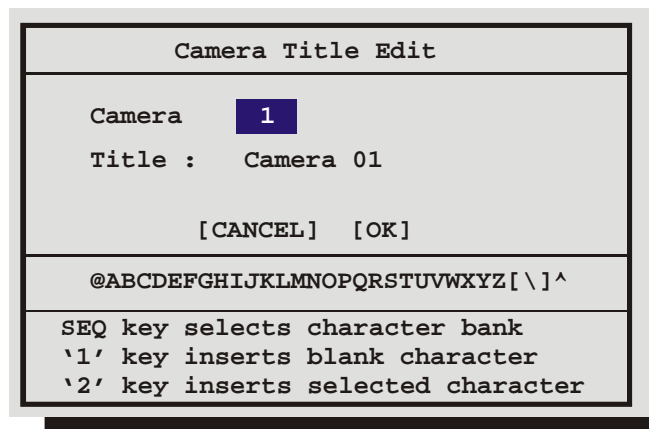 Camera Title Edit
Camera 1
Title : Camera 01
[CANCEL] [OK]
@ABCDEFGHIJKLMNOPQRSTUVWXYZ[\]^
SEQ key selects character bank
‘1’ key inserts blank character
‘2’ key inserts selected character